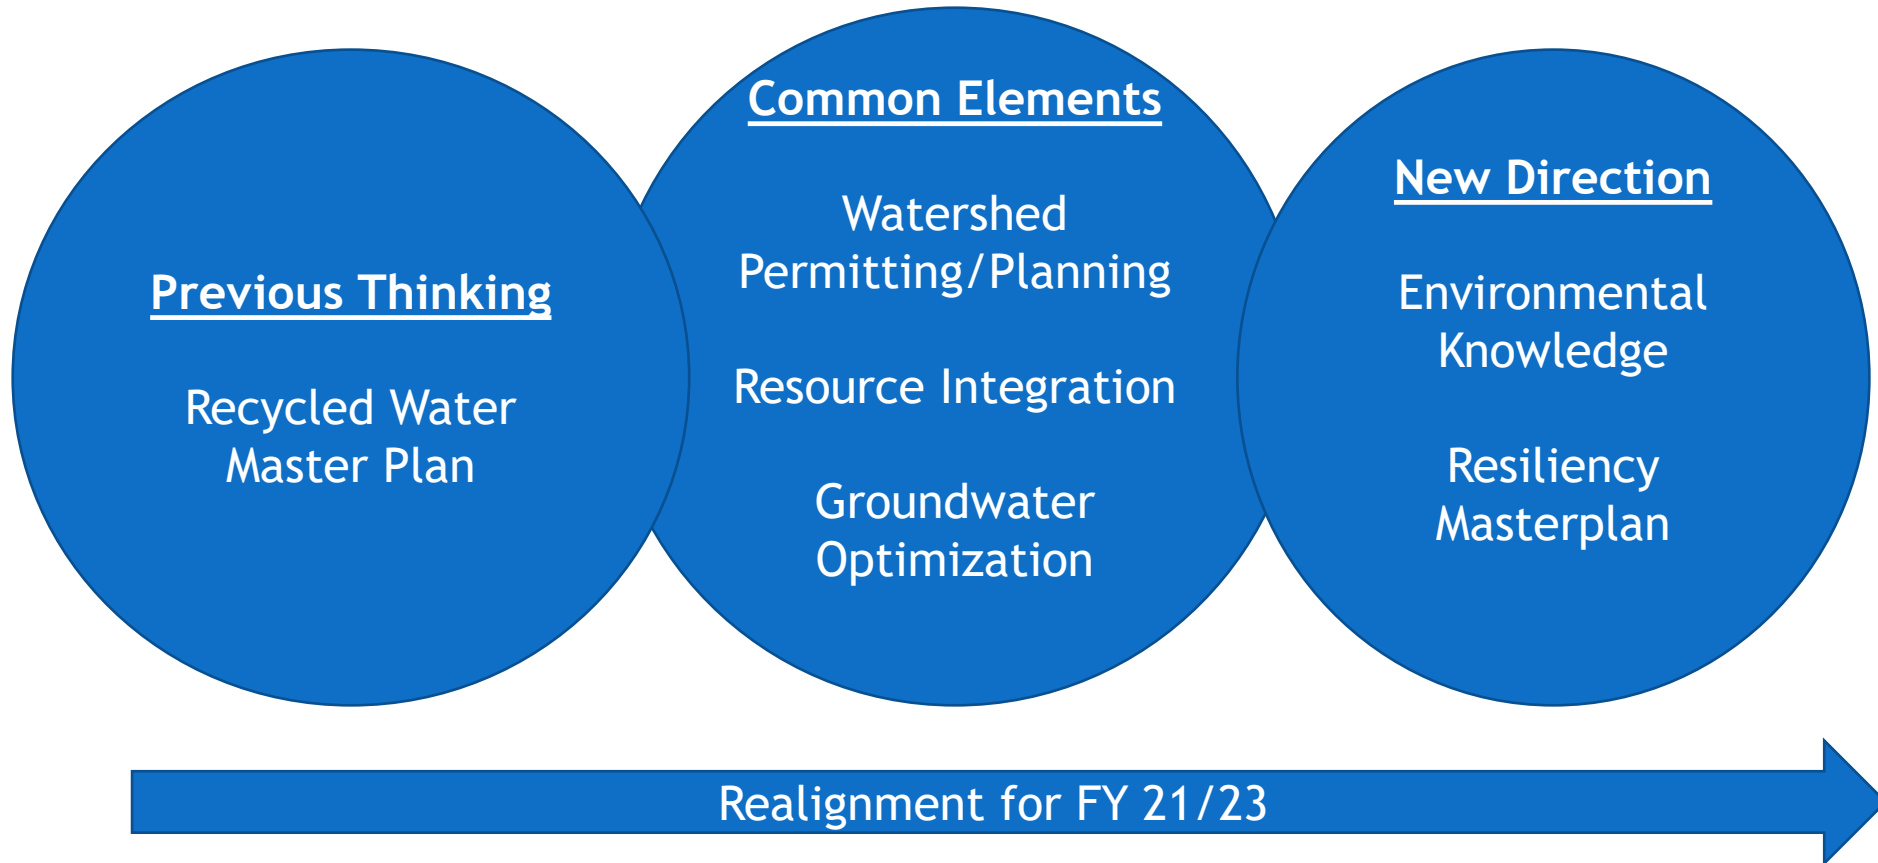 Previous Thinking
Recycled Water
Master Plan
Common Elements
Watershed
Permitting/Planning
Resource Integration
Groundwater
Optimization
New Direction
Environmental
Knowledge
Resiliency
Masterplan
Realignment for FY 21/23